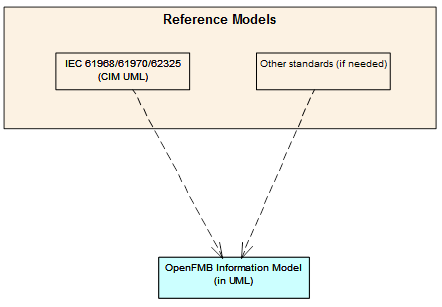 Reference Models
IEC 61968/61970/62325
(CIM UML)
Other standards (if needed)
OpenFMB Information Model
(in UML)